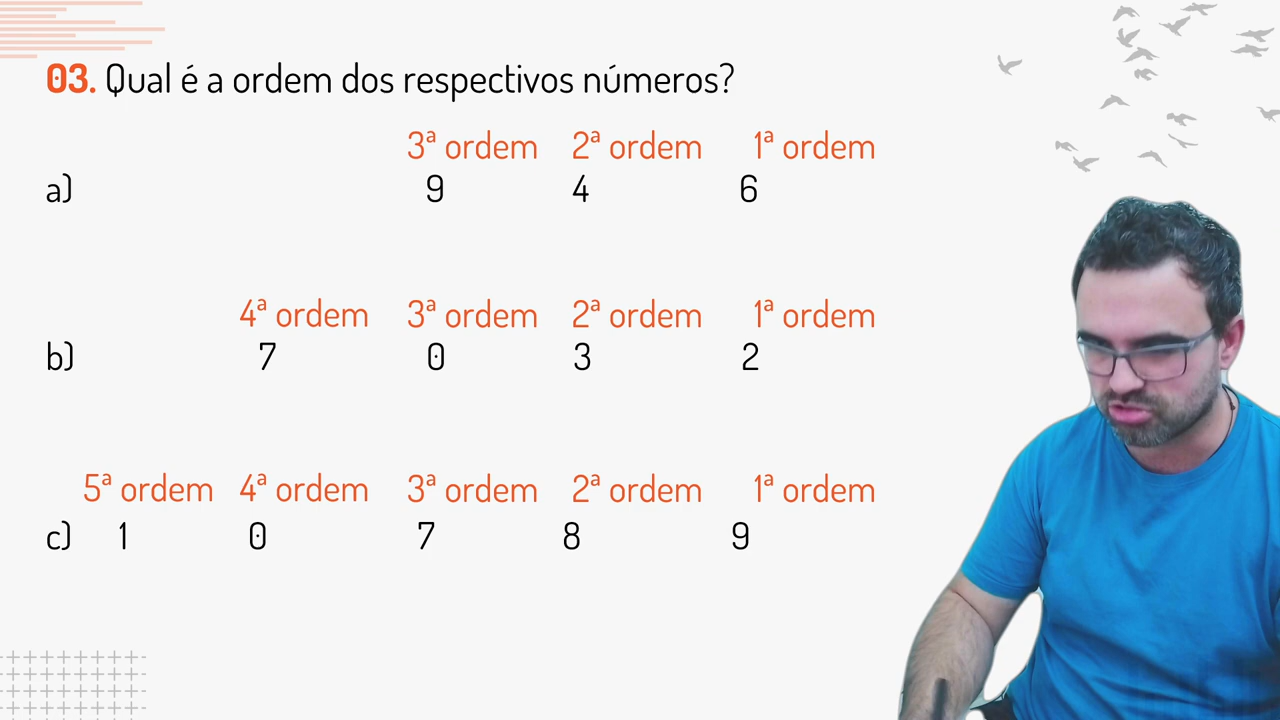 03. Qual é a ordem dos respectivos números?
3ª ordem 2ª ordem 1ª ordem
a) 9 4 6
4ª ordem 3ª ordem 2ª ordem 1ª ordem
b) 7 0 3 2
5ª ordem 4ª ordem 3ª ordem 2ª ordem 1ª ordem
c) 1 0 7 8 9